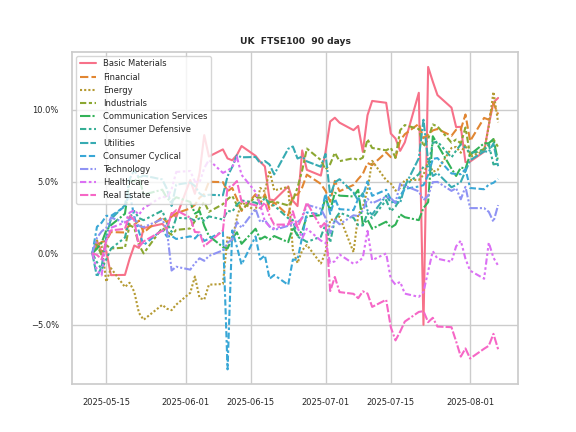 UK FTSE100 90 days
Basic Materials
Financial
Energy
Industrials
Communication Services
Consumer Defensive
Utilities
Consumer Cyclical
Technology
Healthcare
Real Estate
10.0%
5.0%
0.0%
−5.0%
2025-05-15
2025-06-01
2025-06-15
2025-07-01
2025-07-15
2025-08-01